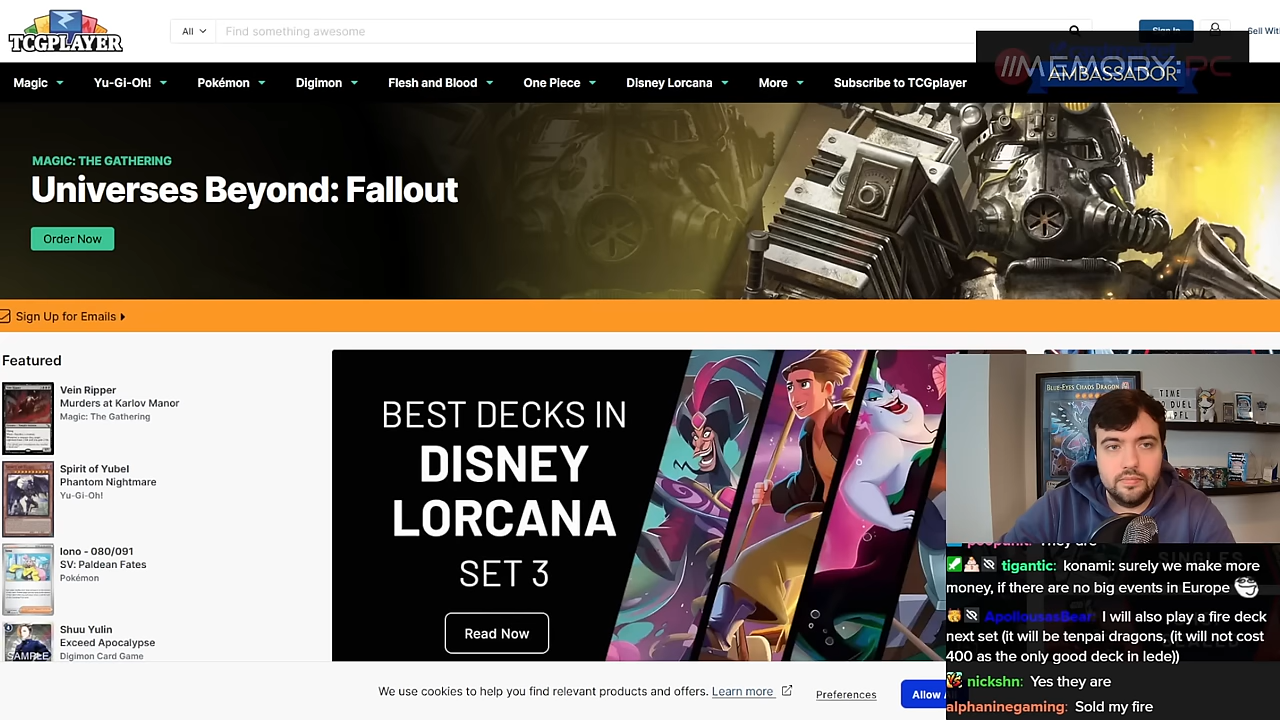 TCGPLAYER
All
Find something awesome
Sign In
Sell Wit
//MEMORY:PC
AMBASSADOR
Magic
Yu-Gi-Oh!
Pokémon
Digimon
Flesh and Blood
One Piece
Disney Lorcana
More
Subscribe to TCGplayer
MAGIC: THE GATHERING
Universes Beyond: Fallout
Order Now
Sign Up for Emails
Featured
Vein Ripper
Murders at Karlov Manor
Magic: The Gathering
Spirit of Yubel
Phantom Nightmare
Yu-Gi-Oh!
Iono - 080/091
SV: Paldean Fates
Pokémon
Shuu Yulin
Exceed Apocalypse
Digimon Card Game
SAMPLE
BEST DECKS IN
DISNEY
LORCANA
SET 3
Read Now
BLUE-EYES CHAOS DRAGON
TIME
DUEL
SINGLES
They are
tigantic: konami: surely we make more
money, if there are no big events in Europe
ApollousasBear: I will also play a fire deck
next set (it will be tenpai dragons, (it will not cost
400 as the only good deck in lede))
nickshn: Yes they are
alphaninegaming: Sold my fire
We use cookies to help you find relevant products and offers. Learn more
Preferences
Allow